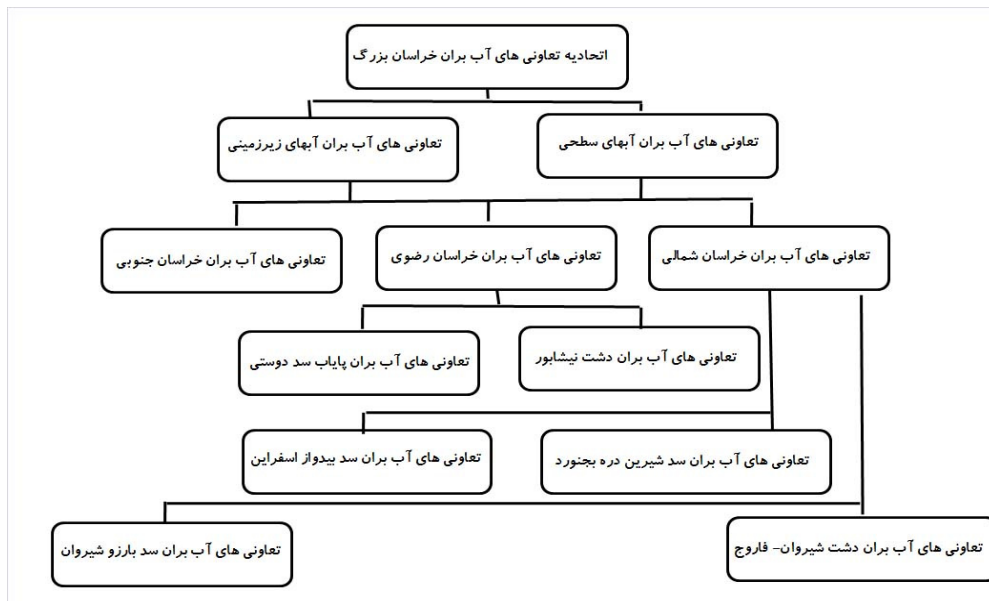 اتحادیه تعاونی های آب بران خراسان بزرگ
تعاونی های آب بران آبهای سطحی
تعاونی های آب بران آبهای زیرزمینی
تعاونی های آب بران خراسان شمالی
تعاونی های آب بران خراسان رضوی
تعاونی های آب بران خراسان جنوبی
تعاونی های آب بران دشت نیشابور
تعاونی های آب بران پایاب سد دوستی
تعاونی های آب بران سد شیرین دره بجنورد
تعاونی های آب بران سد بیدواز اسفراین
تعاونی های آب بران دشت شیروان- فاروج
تعاونی های آب بران سد بارزو شیروان